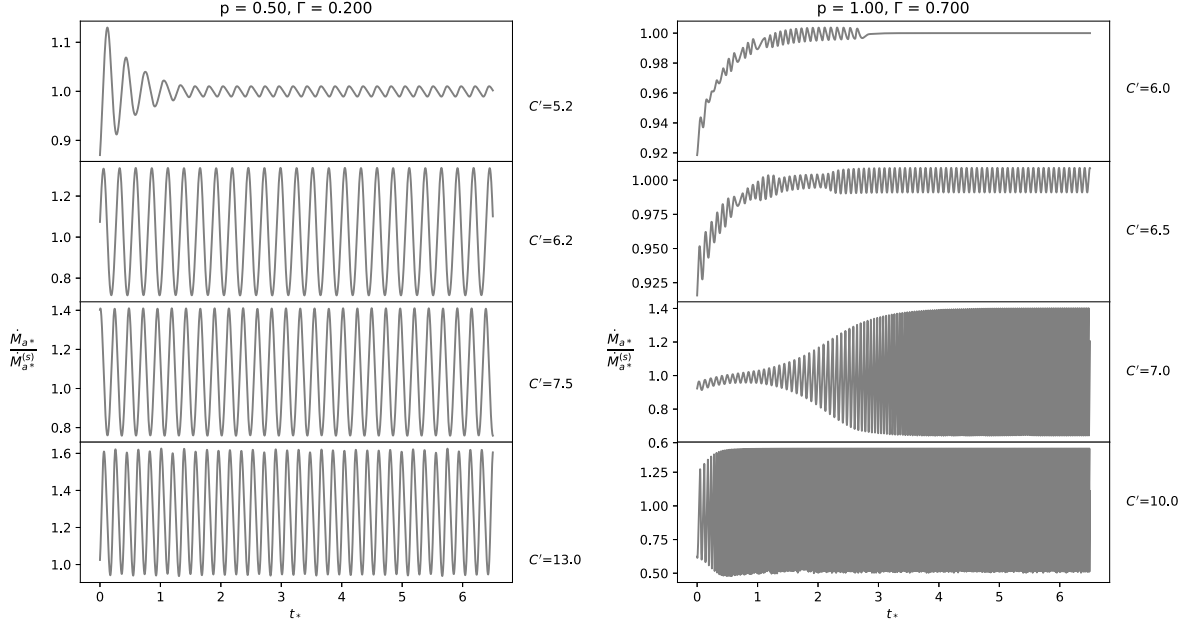 p = 0.50, Γ = 0.200
1.1
1.0
0.9
C′=5.2
1.2
1.0
0.8
C′=6.2
1.4
1.2
1.0
0.8
C′=7.5
1.6
1.4
1.2
1.0
C′=13.0
Ṁₐ* / Ṁₐ*⁽ˢ⁾
0 1 2 3 4 5 6
t*
p = 1.00, Γ = 0.700
1.00
0.98
0.96
0.94
0.92
C′=6.0
1.000
0.975
0.950
0.925
C′=6.5
1.4
1.2
1.0
0.8
0.6
C′=7.0
1.25
1.00
0.75
0.50
C′=10.0
Ṁₐ* / Ṁₐ*⁽ˢ⁾
0 1 2 3 4 5 6
t*